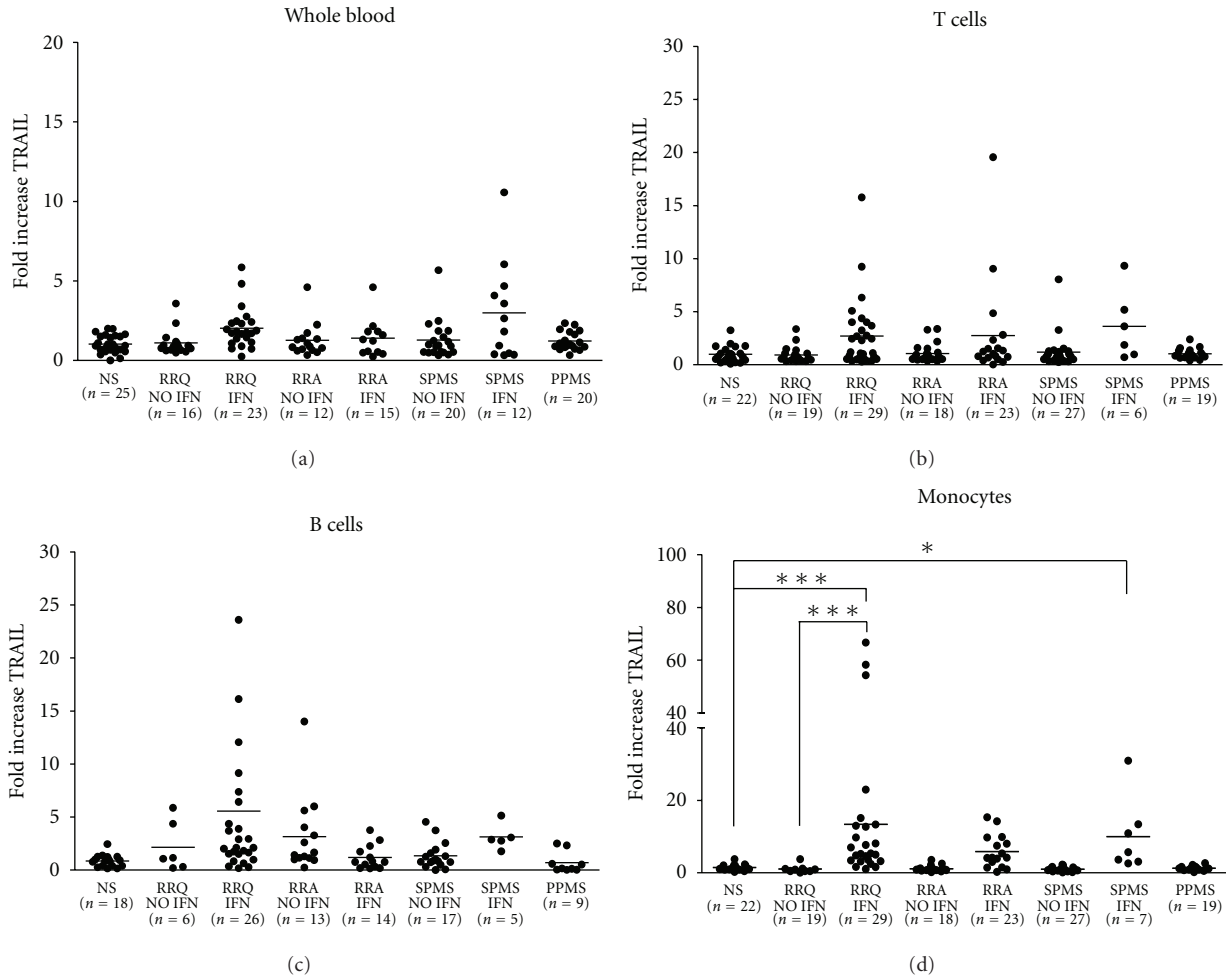 Whole blood
Fold increase TRAIL
20
15
10
5
0
NS
(n = 25)
RRQ
NO IFN
(n = 16)
RRQ
IFN
(n = 23)
RRA
NO IFN
(n = 12)
RRA
IFN
(n = 15)
SPMS
NO IFN
(n = 20)
SPMS
IFN
(n = 12)
PPMS
(n = 20)
(a)
T cells
Fold increase TRAIL
30
25
20
15
10
5
0
NS
(n = 22)
RRQ
NO IFN
(n = 19)
RRQ
IFN
(n = 29)
RRA
NO IFN
(n = 18)
RRA
IFN
(n = 23)
SPMS
NO IFN
(n = 27)
SPMS
IFN
(n = 6)
PPMS
(n = 19)
(b)
B cells
Fold increase TRAIL
30
25
20
15
10
5
0
NS
(n = 18)
RRQ
NO IFN
(n = 6)
RRQ
IFN
(n = 26)
RRA
NO IFN
(n = 13)
RRA
IFN
(n = 14)
SPMS
NO IFN
(n = 17)
SPMS
IFN
(n = 5)
PPMS
(n = 9)
(c)
Monocytes
Fold increase TRAIL
100
80
60
40
40
20
0
*
***
***
NS
(n = 22)
RRQ
NO IFN
(n = 19)
RRQ
IFN
(n = 29)
RRA
NO IFN
(n = 18)
RRA
IFN
(n = 23)
SPMS
NO IFN
(n = 27)
SPMS
IFN
(n = 7)
PPMS
(n = 19)
(d)